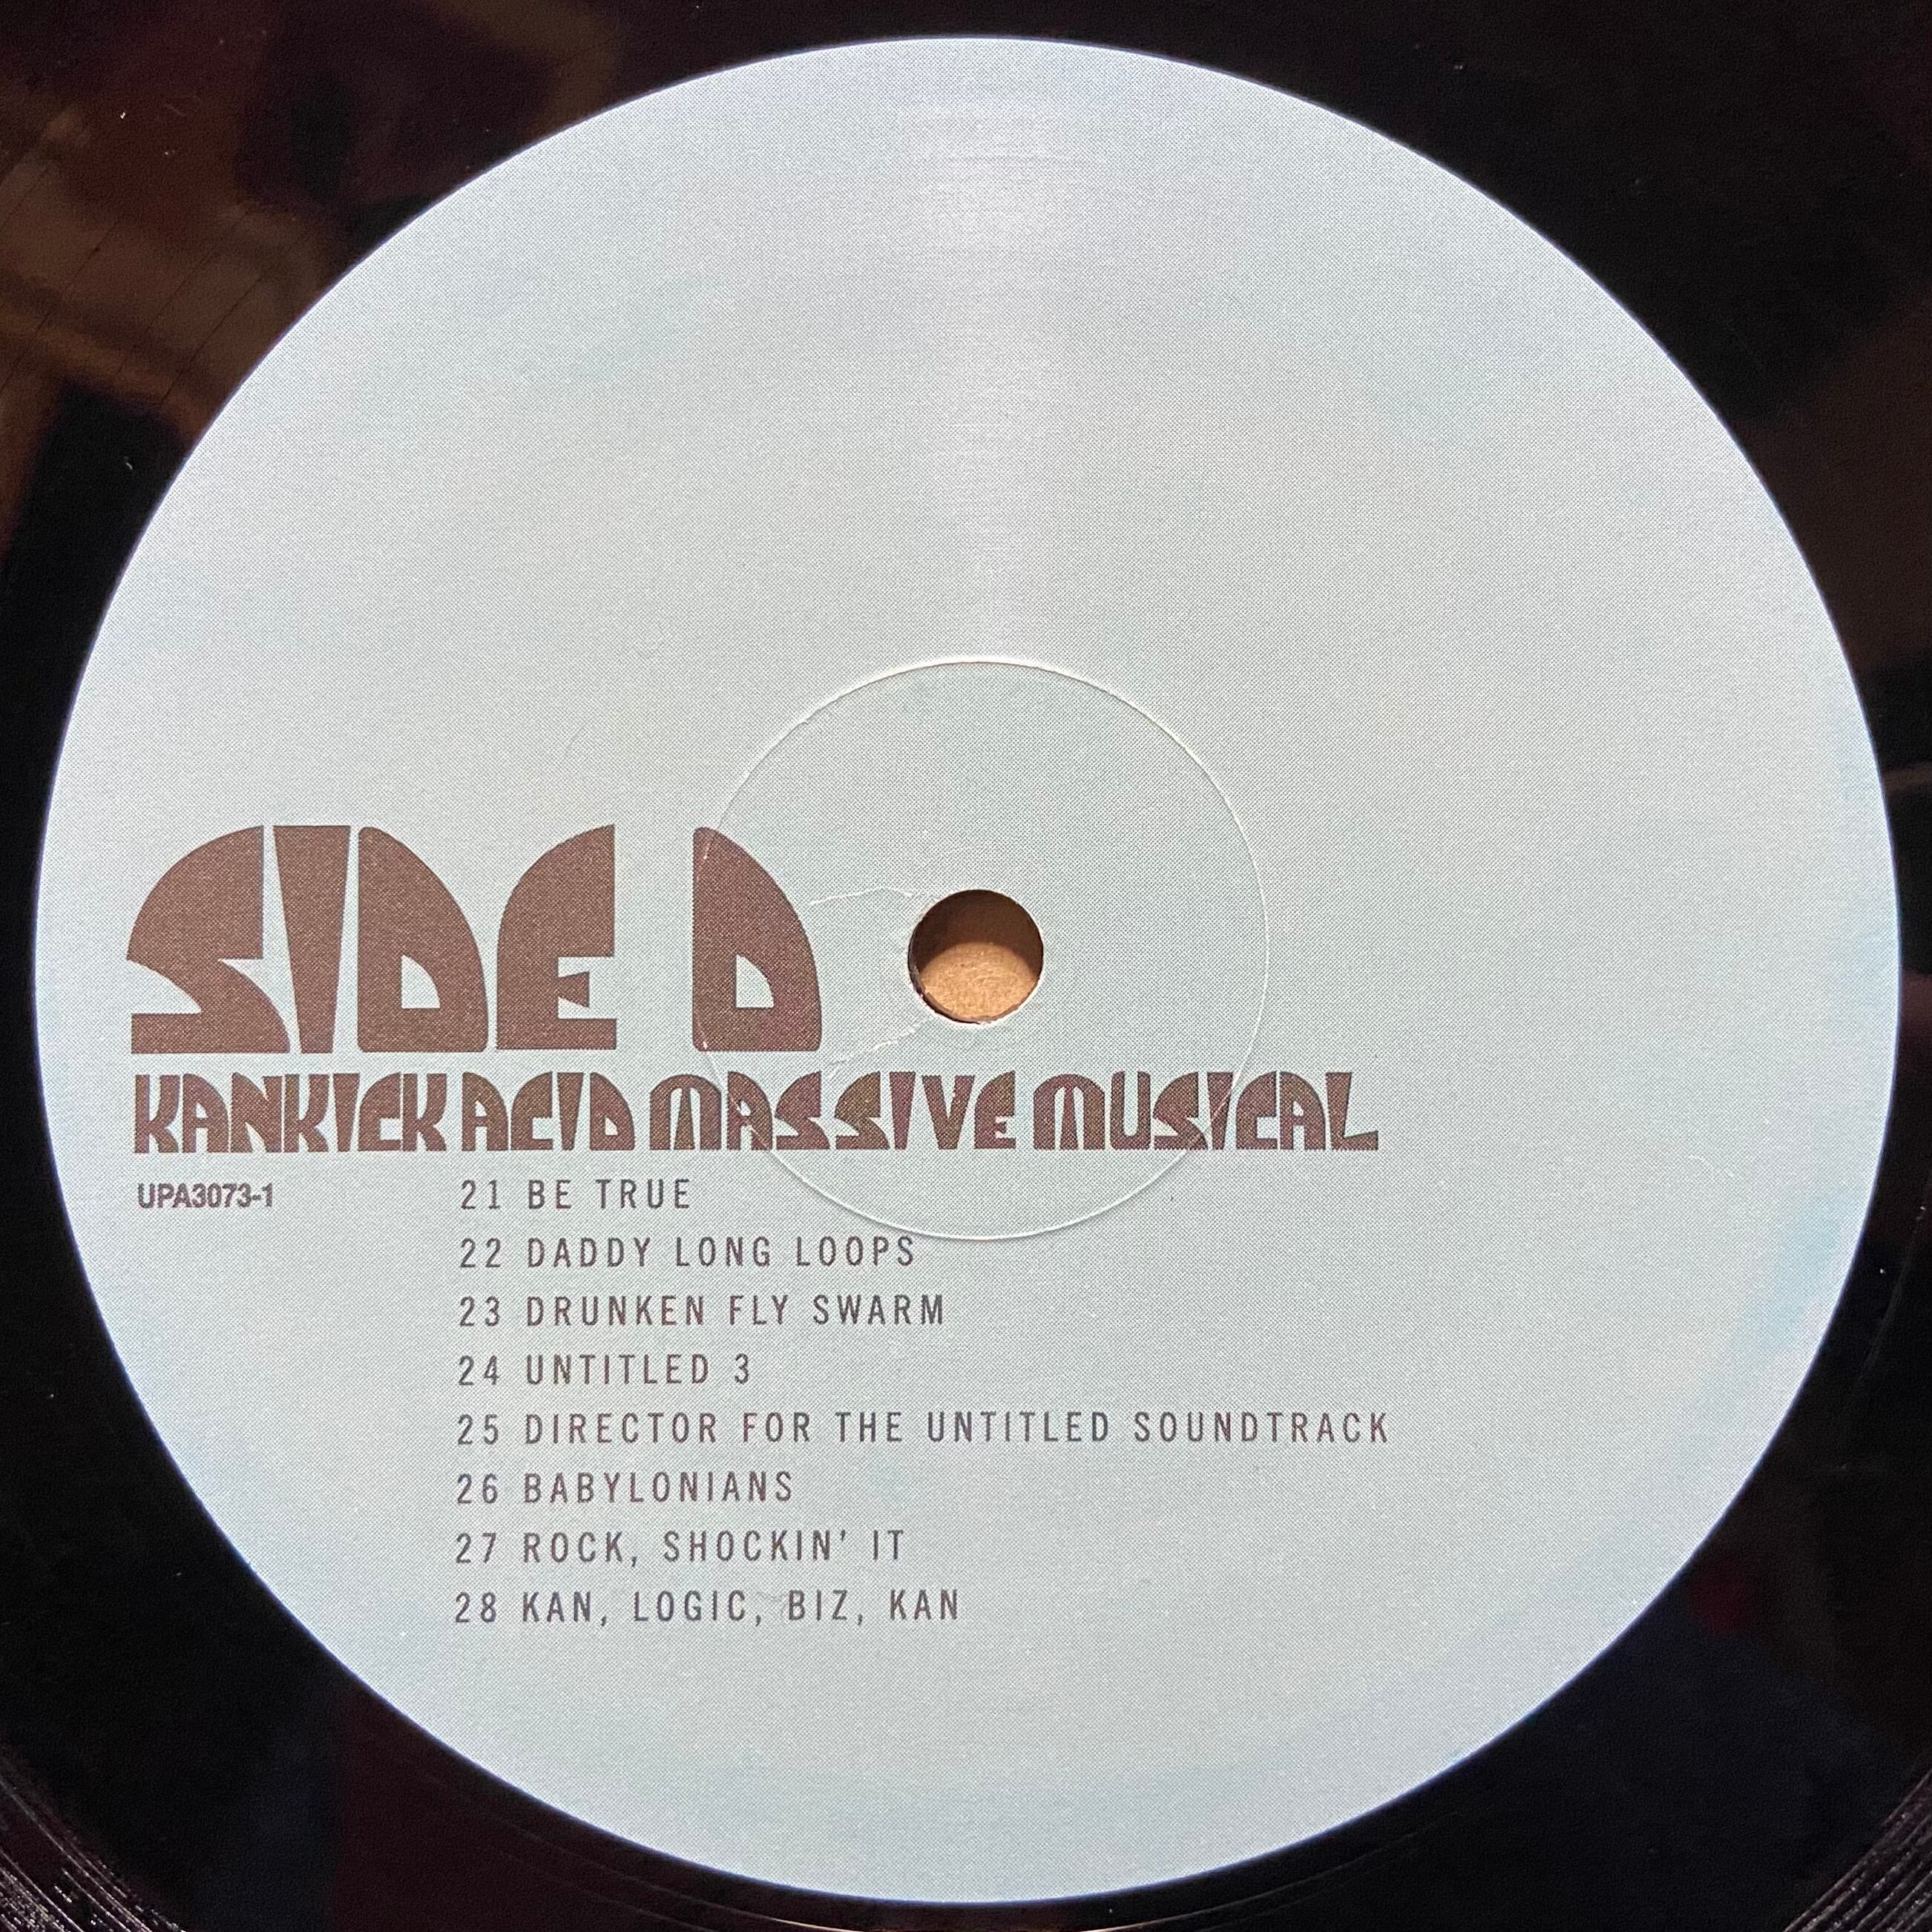 SIDE D
KANKICK ACID MASSIVE MUSICAL
UPA3073-1
21 BE TRUE
22 DADDY LONG LOOPS
23 DRUNKEN FLY SWARM
24 UNTITLED 3
25 DIRECTOR FOR THE UNTITLED SOUNDTRACK
26 BABYLONIANS
27 ROCK, SHOCKIN' IT
28 KAN, LOGIC, BIZ, KAN